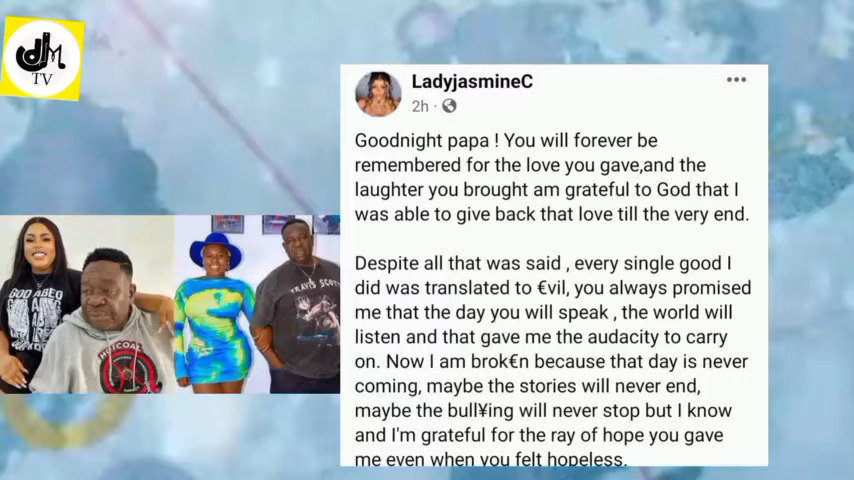 JM
TV
LadyjasmineC
2h ·
Goodnight papa ! You will forever be
remembered for the love you gave,and the
laughter you brought am grateful to God that I
was able to give back that love till the very end.
Despite all that was said , every single good I
did was translated to €vil, you always promised
me that the day you will speak , the world will
listen and that gave me the audacity to carry
on. Now I am brok€n because that day is never
coming, maybe the stories will never end,
maybe the bull¥ing will never stop but I know
and I'm grateful for the ray of hope you gave
me even when you felt hopeless.
GOD ABEG
HOTCOAL
TRAVIS SCOT